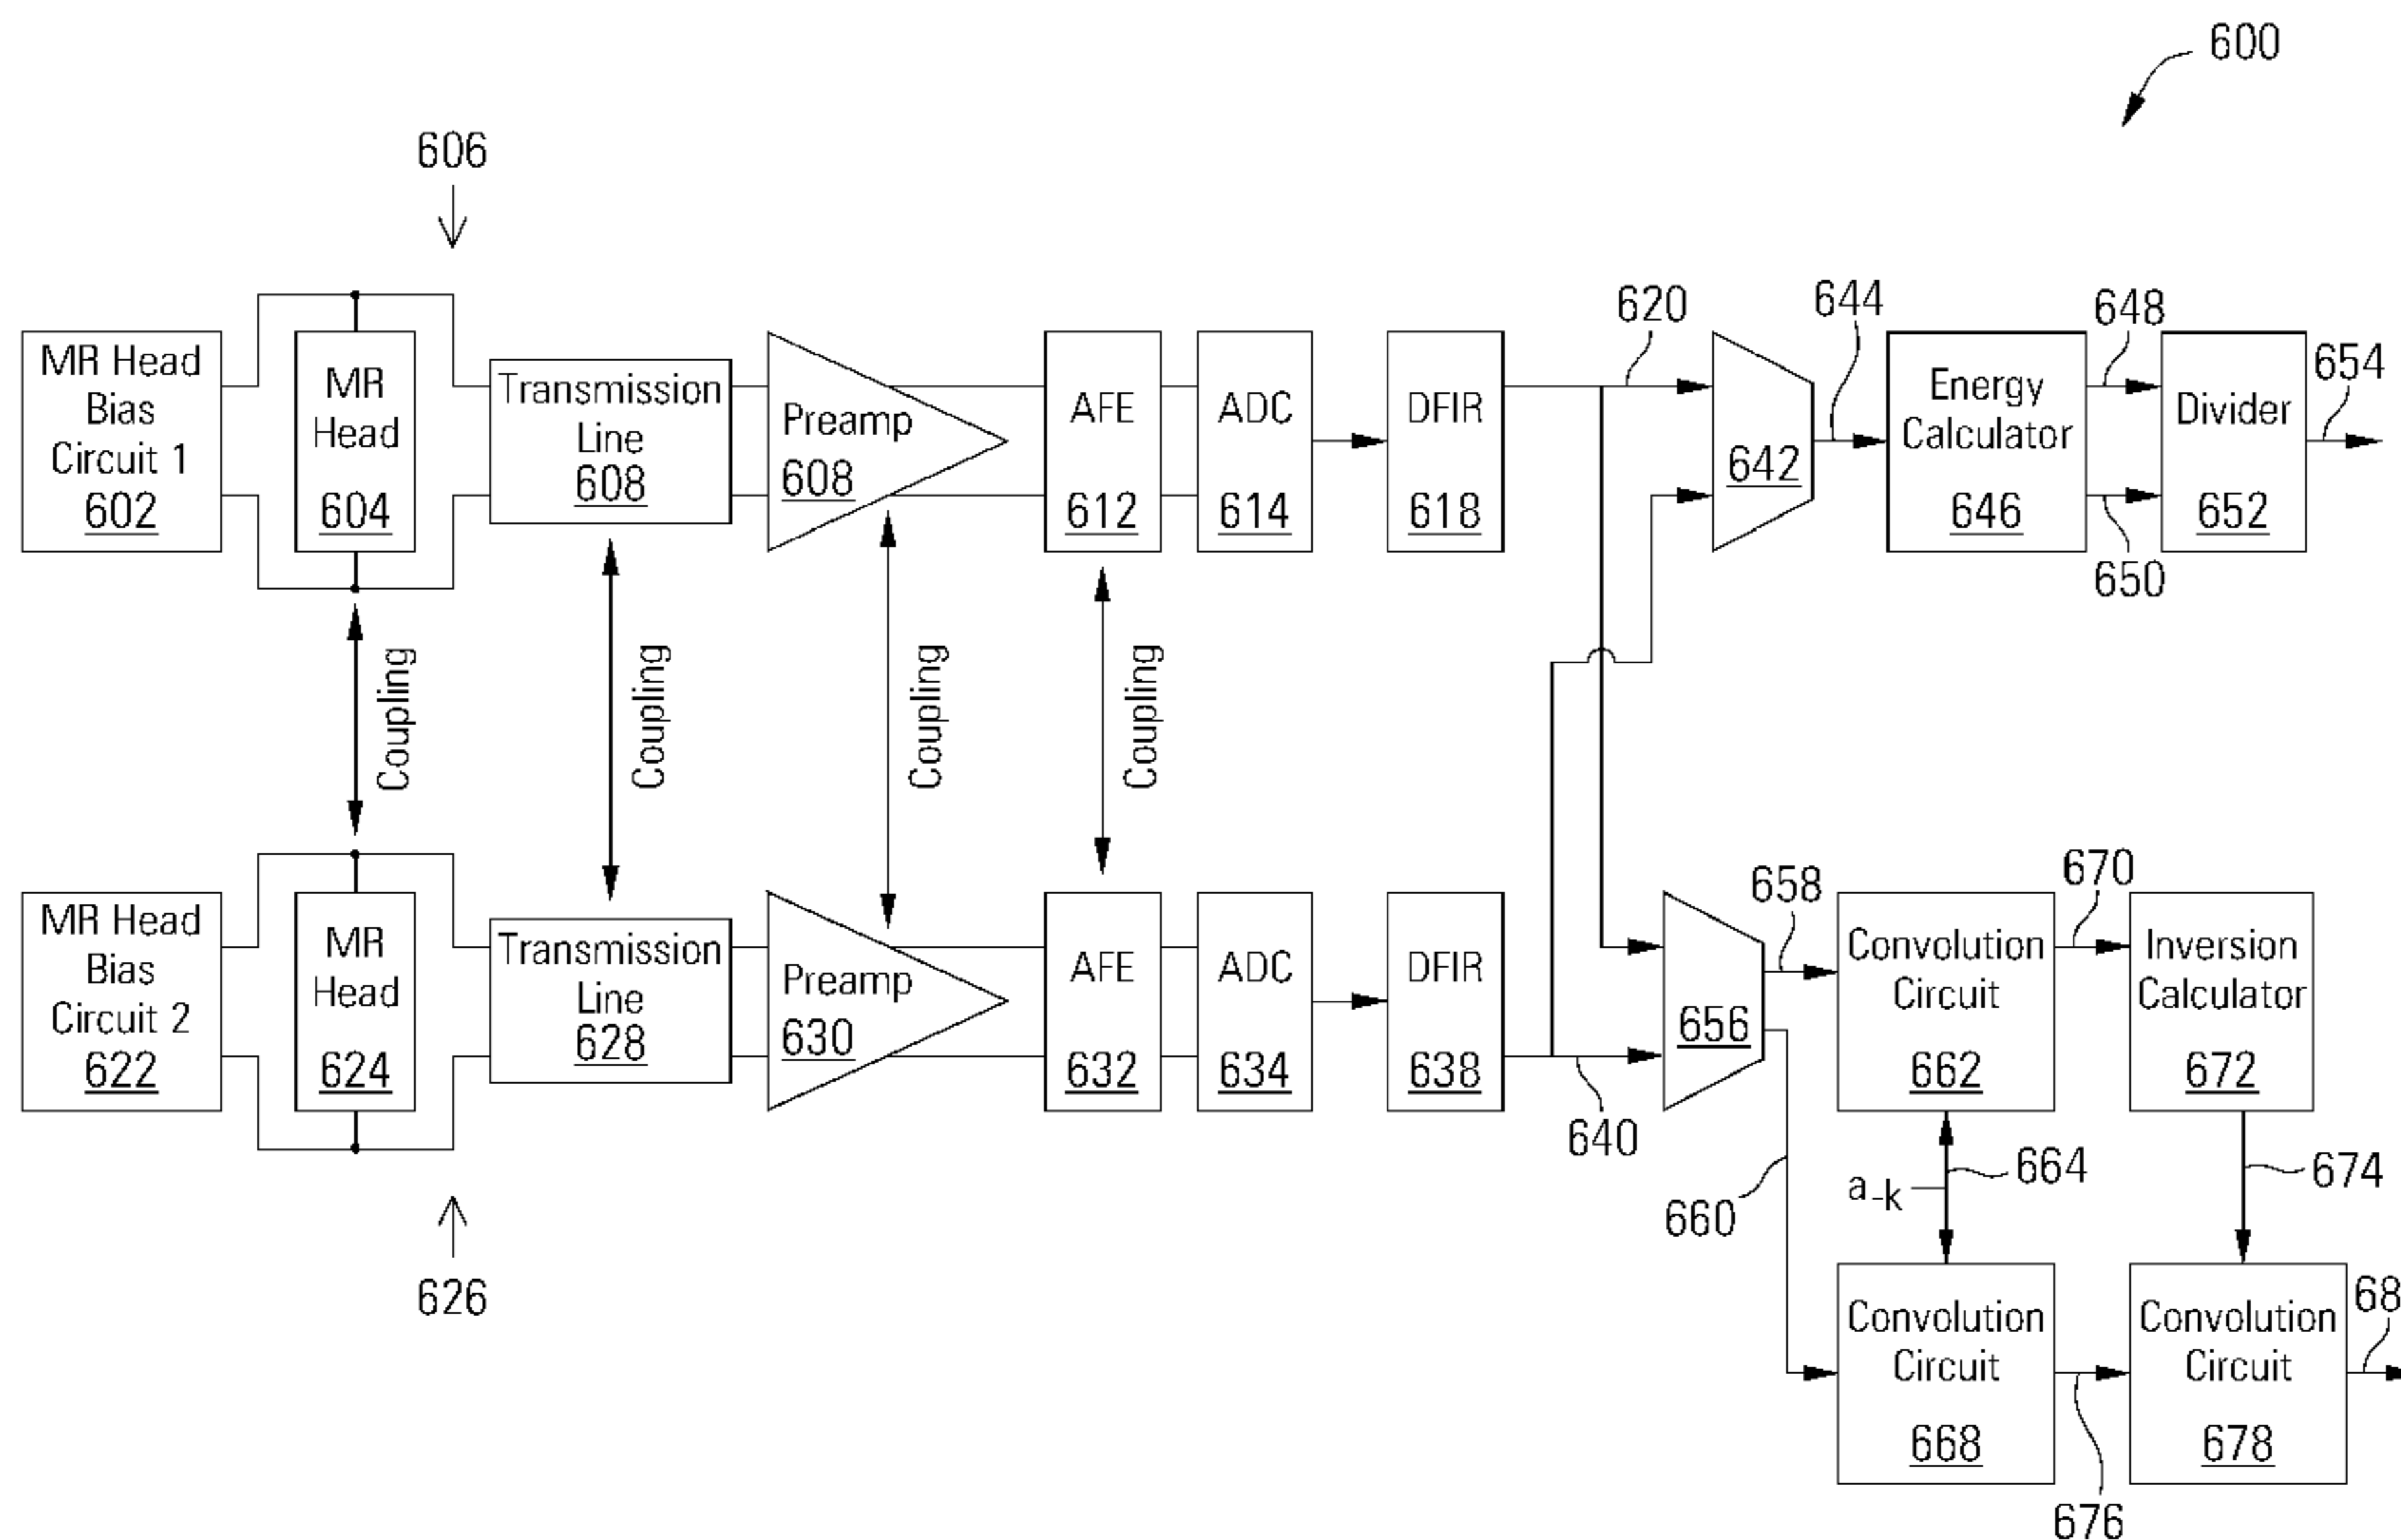 600
606
MR Head
Bias
Circuit 1
602
MR
Head
604
Transmission
Line
608
Preamp
608
AFE
612
ADC
614
DFIR
618
620
642
644
Energy
Calculator
646
648
650
Divider
652
654
Coupling
Coupling
Coupling
Coupling
MR Head
Bias
Circuit 2
622
MR
Head
624
626
Transmission
Line
628
Preamp
630
AFE
632
ADC
634
DFIR
638
640
656
658
660
Convolution
Circuit
662
a-k
664
670
Inversion
Calculator
672
674
Convolution
Circuit
668
676
Convolution
Circuit
678
68